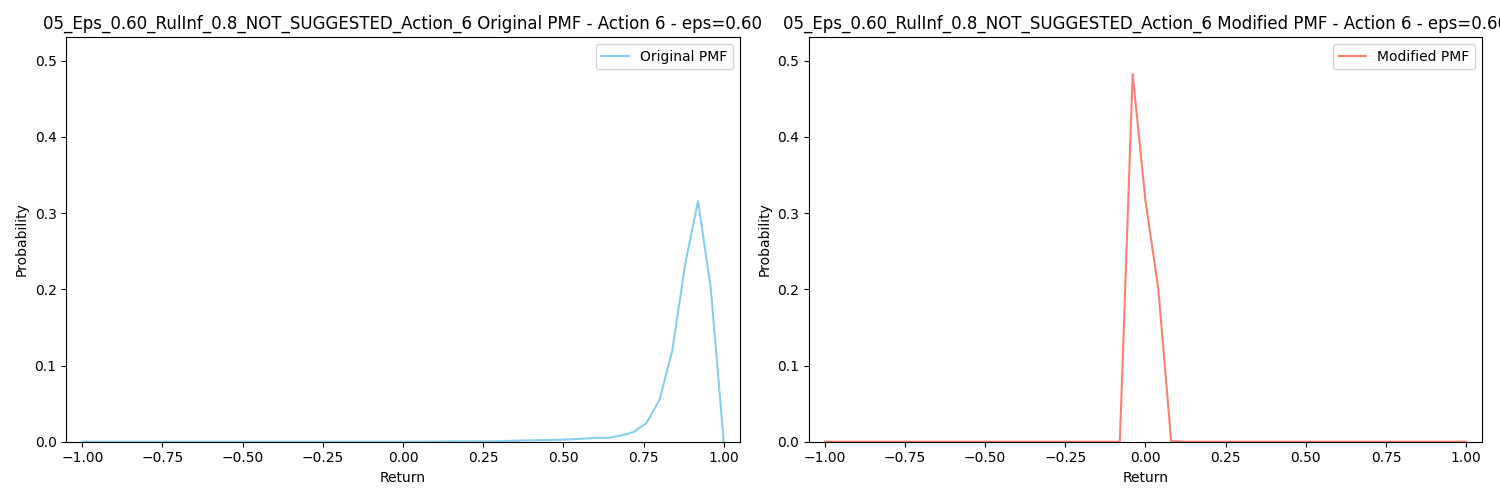 05_Eps_0.60_RulInf_0.8_NOT_SUGGESTED_Action_6 Original PMF - Action 6 - eps=0.60
Original PMF
0.5
0.4
0.3
0.2
0.1
0.0
Probability
−1.00 −0.75 −0.50 −0.25 0.00 0.25 0.50 0.75 1.00
Return
05_Eps_0.60_RulInf_0.8_NOT_SUGGESTED_Action_6 Modified PMF - Action 6 - eps=0.60
Modified PMF
0.5
0.4
0.3
0.2
0.1
0.0
Probability
−1.00 −0.75 −0.50 −0.25 0.00 0.25 0.50 0.75 1.00
Return